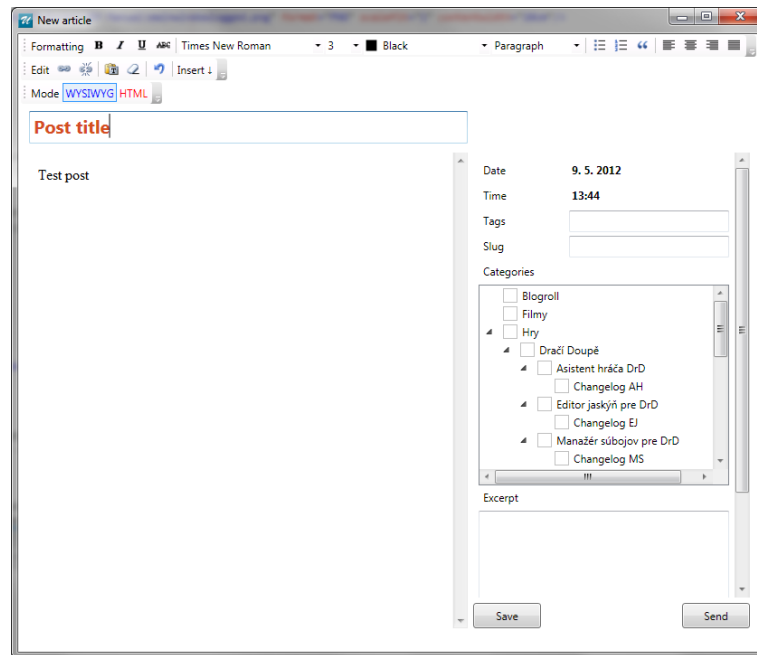 New article
Formatting B I U ABC Times New Roman 3 Black Paragraph
Edit Insert ↓
Mode WYSIWYG HTML
Post title
Test post
Date 9. 5. 2012
Time 13:44
Tags
Slug
Categories
Blogroll
Filmy
Hry
Dračí Doupě
Asistent hráča DrD
Changelog AH
Editor jaskýň pre DrD
Changelog EJ
Manažér súbojov pre DrD
Changelog MS
Excerpt
Save Send